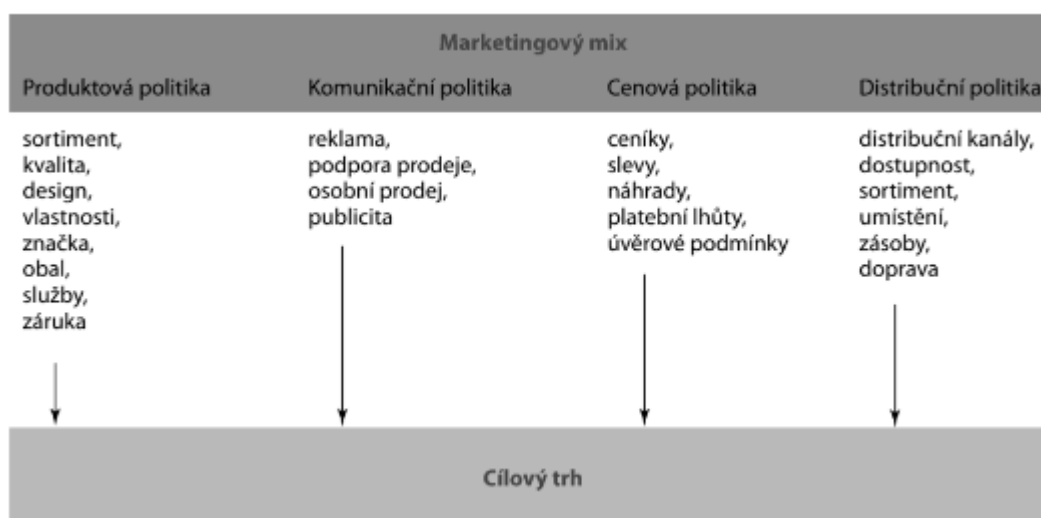 Marketingový mix
Produktová politika
Komunikační politika
Cenová politika
Distribuční politika
sortiment,
kvalita,
design,
vlastnosti,
značka,
obal,
služby,
záruka
reklama,
podpora prodeje,
osobní prodej,
publicita
ceníky,
slevy,
náhrady,
platební lhůty,
úvěrové podmínky
distribuční kanály,
dostupnost,
sortiment,
umístění,
zásoby,
doprava
Cílový trh